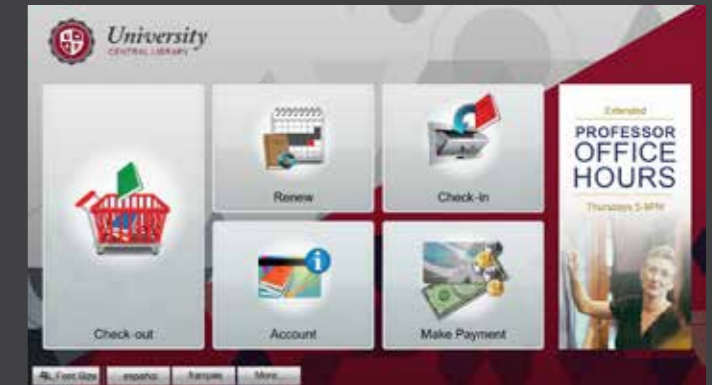 University
CENTRAL LIBRARY
Check-out
Renew
Check-In
Account
Make Payment
Extended
PROFESSOR
OFFICE
HOURS
Thursdays 5-9PM
Font Size
español
français
More...